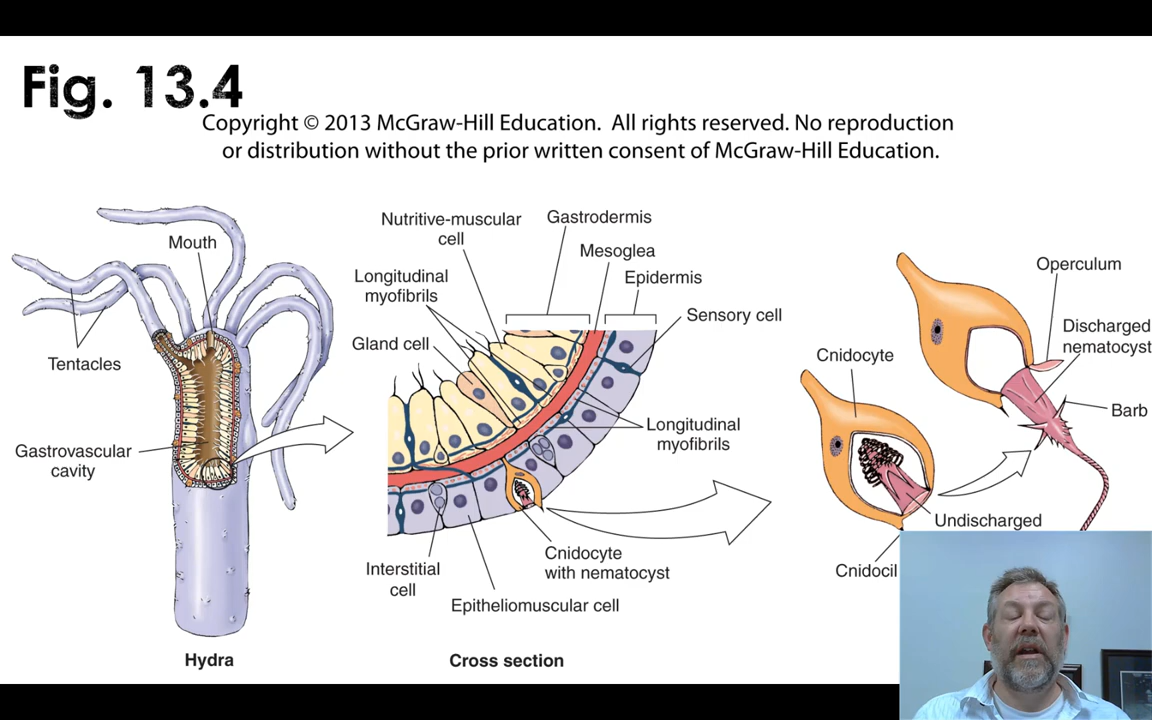 Fig. 13.4
Copyright © 2013 McGraw-Hill Education. All rights reserved. No reproduction
or distribution without the prior written consent of McGraw-Hill Education.
Mouth
Tentacles
Gastrovascular
cavity
Hydra
Nutritive-muscular
cell
Gastrodermis
Mesoglea
Epidermis
Longitudinal
myofibrils
Sensory cell
Gland cell
Longitudinal
myofibrils
Interstitial
cell
Cnidocyte
with nematocyst
Epitheliomuscular cell
Cross section
Operculum
Discharged
nematocyst
Cnidocyte
Barb
Undischarged
Cnidocil